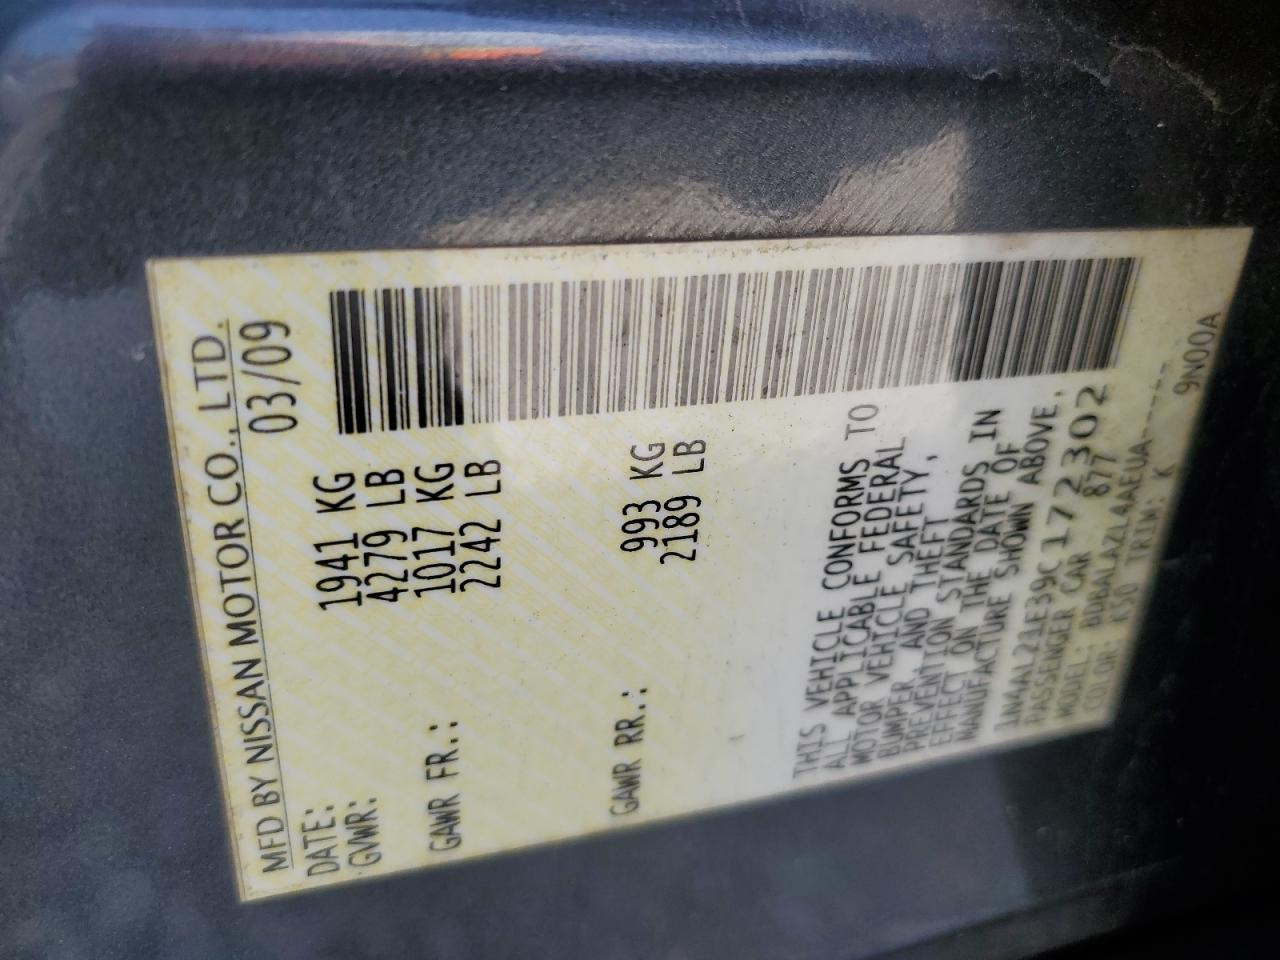 MFD BY NISSAN MOTOR CO., LTD.
DATE: 03/09
GVWR: 1941 KG
4279 LB
GAWR FR.: 1017 KG
2242 LB
GAWR RR.: 993 KG
2189 LB
THIS VEHICLE CONFORMS TO
ALL APPLICABLE FEDERAL
MOTOR VEHICLE SAFETY,
BUMPER AND THEFT
PREVENTION STANDARDS IN
EFFECT ON THE DATE OF
MANUFACTURE SHOWN ABOVE.
1N4AL21E39C172302
PASSENGER CAR 877
MODEL: BDBALAZL4AEUA-----
COLOR: K50 TRIM: K 9N00A